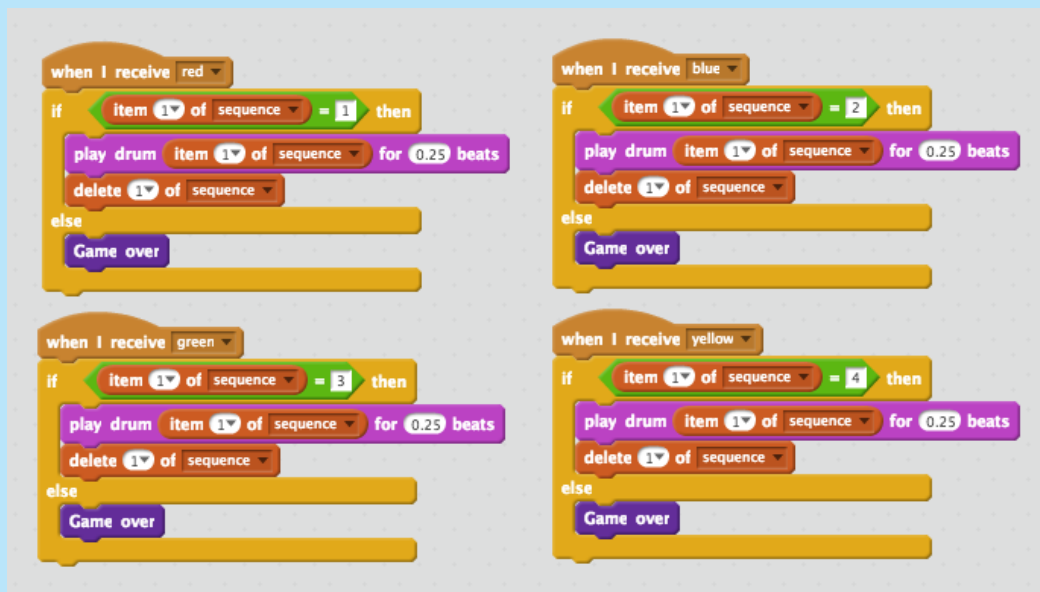 when I receive red
if item 1 of sequence = 1 then
play drum item 1 of sequence for 0.25 beats
delete 1 of sequence
else
Game over
when I receive blue
if item 1 of sequence = 2 then
play drum item 1 of sequence for 0.25 beats
delete 1 of sequence
else
Game over
when I receive green
if item 1 of sequence = 3 then
play drum item 1 of sequence for 0.25 beats
delete 1 of sequence
else
Game over
when I receive yellow
if item 1 of sequence = 4 then
play drum item 1 of sequence for 0.25 beats
delete 1 of sequence
else
Game over